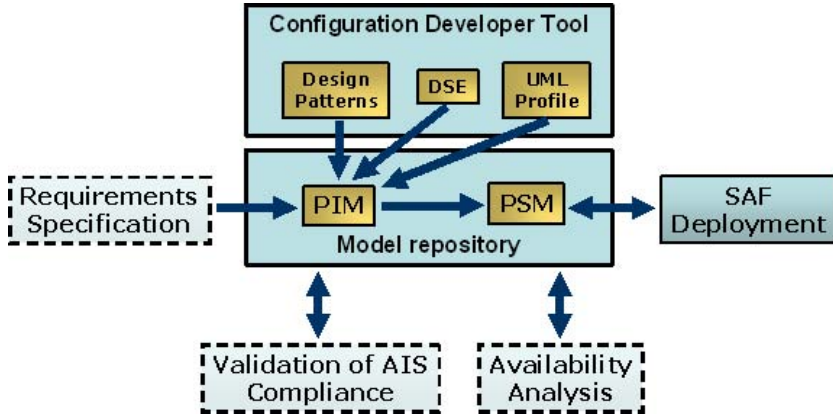 Configuration Developer Tool
Design
Patterns
DSE
UML
Profile
Requirements
Specification
PIM
PSM
SAF
Deployment
Model repository
Validation of AIS
Compliance
Availability
Analysis